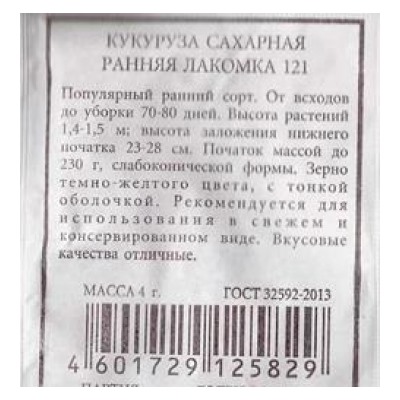 КУКУРУЗА САХАРНАЯ
РАННЯЯ ЛАКОМКА 121
Популярный ранний сорт. От всходов
до уборки 70-80 дней. Высота растений
1,4-1,5 м; высота заложения нижнего
початка 23-28 см. Початок массой до
230 г, слабоконической формы. Зерно
темно-желтого цвета, с тонкой
оболочкой. Рекомендуется для
использования в свежем и
консервированном виде. Вкусовые
качества отличные.
МАССА 4 г. ГОСТ 32592-2013
4 601729 125829